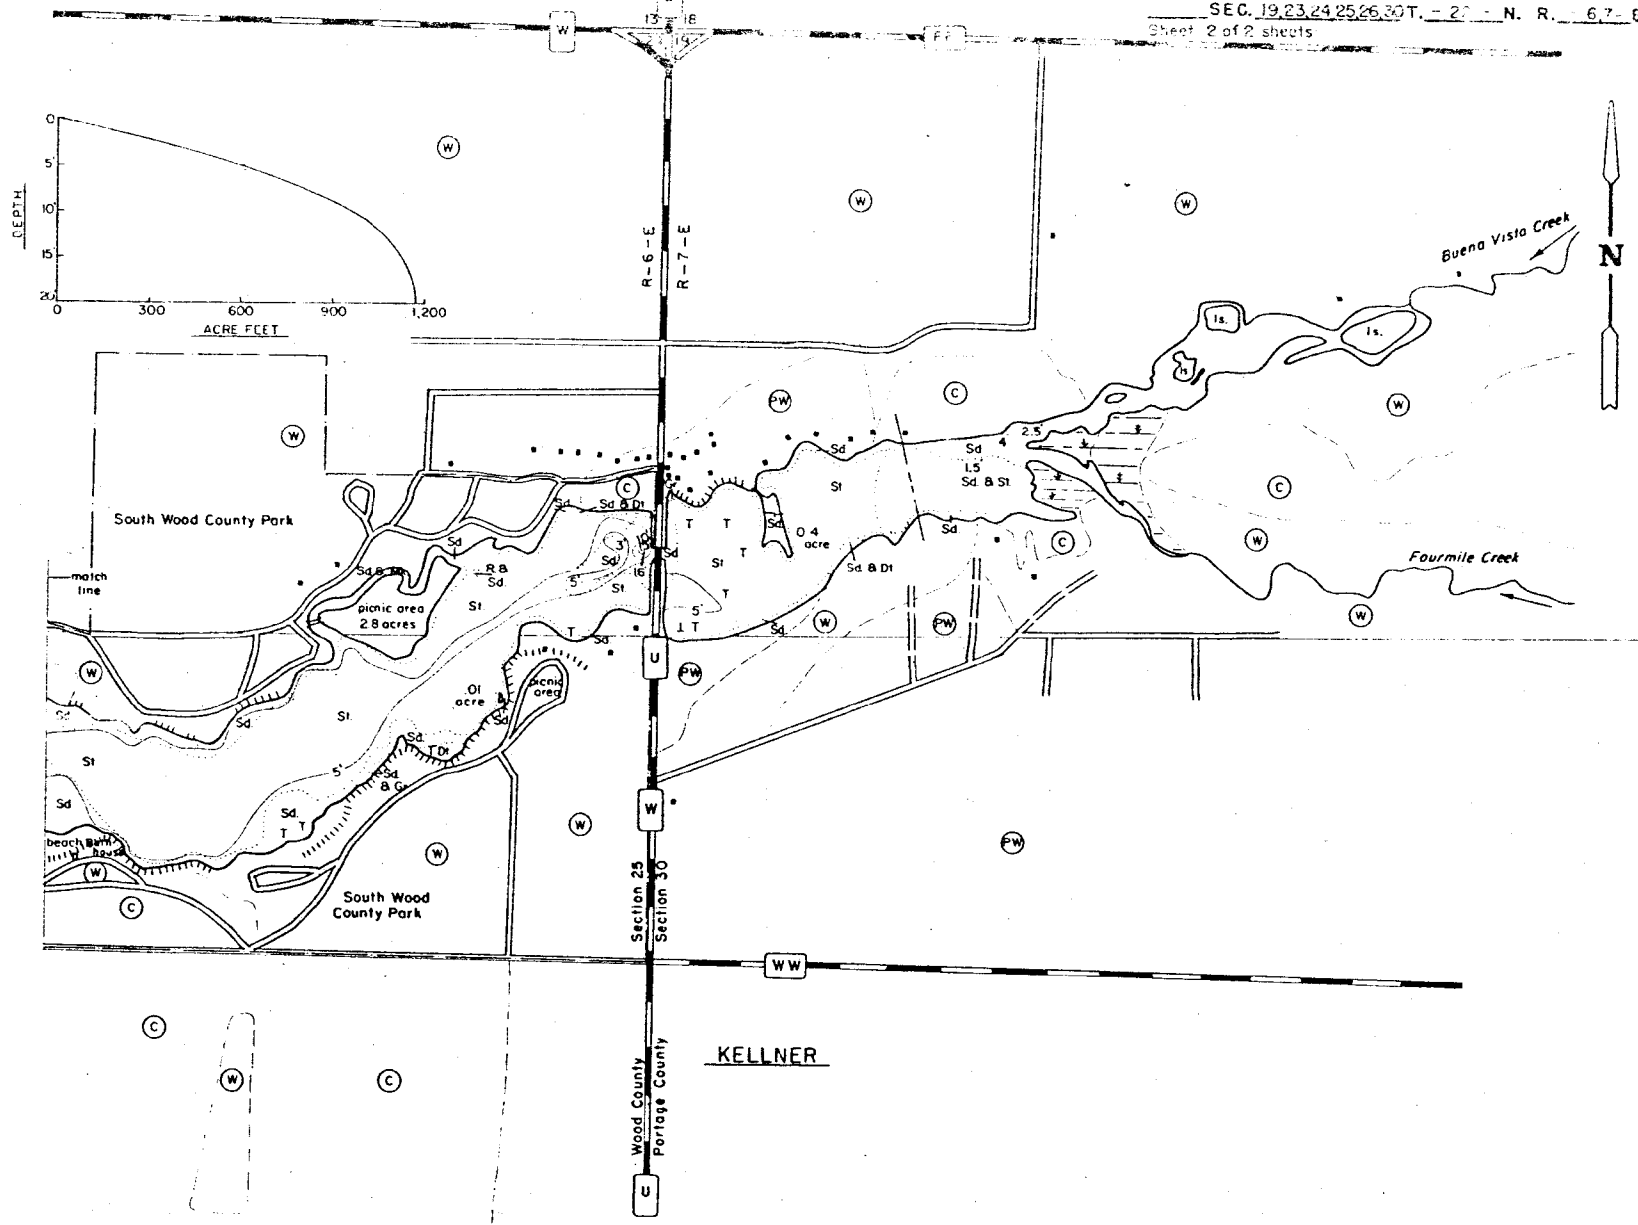 SEC. 19,23,24,25,26,30 T. - 22 - N. R. - 6,7 - E
Sheet 2 of 2 sheets
W
13 18
19
0
5'
10'
15'
20'
DEPTH
0 300 600 900 1,200
ACRE FEET
W
W
W
R-6-E
R-7-E
Buena Vista Creek
N
Is.
Is.
Is
W
PW
C
W
South Wood County Park
match
line
C
Sd. Sd & Dt
Sd
R &
Sd.
St.
picnic area
2.8 acres
3'
Sd.
5'
St.
16
Sd
T T
T
St
T
5'
T
Sd
0.4
acre
Sd
St
Sd
4 2.5
1.5
Sd. & St.
Sd
Sd. & Dt
Sd.
C
C
W
Fourmile Creek
W
W
PW
T Sd.
U
PW
W
Sd
Sd.
St.
.01
acre
picnic
area
Sd.
Sd.
T Dt
Sd
& Gr
5'
St
Sd
Sd.
T T
beach Bath
house
W
C
W
W
W
PW
South Wood
County Park
Section 25
Section 30
W W
C
W
C
KELLNER
Wood County
Portage County
U